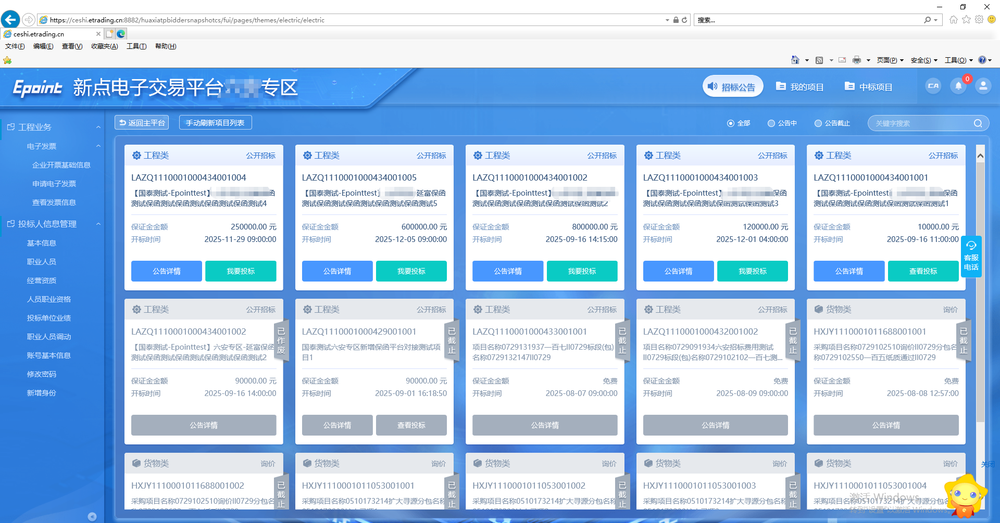 https://ceshi.etrading.cn:8882/huaxiatpbiddersnapshotcs/fui/pages/themes/electric/electric
搜索...
ceshi.etrading.cn
文件(F) 编辑(E) 查看(V) 收藏夹(A) 工具(T) 帮助(H)
页面(P) 安全(S) 工具(O)
Epoint 新点电子交易平台 专区
招标公告 我的项目 中标项目 CA 0
工程业务
电子发票
企业开票基础信息
申请电子发票
查看发票信息
投标人信息管理
基本信息
职业人员
经营资质
人员职业资格
投标单位业绩
职业人员调动
账号基本信息
修改密码
新增身份
返回主平台 手动刷新项目列表 全部 公告中 公告截止 关键字搜索
工程类 公开招标
LAZQ1110001000434001004
【国泰测试-Epointtest】 函
测试保函测试保函测试保函测试保函测试4
保证金金额 250000.00 元
开标时间 2025-11-29 09:00:00
公告详情 我要投标
工程类 公开招标
LAZQ1110001000434001005
【国泰测试-Epointtest 延富保函
测试保函测试保函测试保函测试保函测试5
保证金金额 600000.00 元
开标时间 2025-12-05 09:00:00
公告详情 我要投标
工程类 公开招标
LAZQ1110001000434001002
【国泰测试-Epointtest】
测试保函测试保函测试保函测试保函测试2
保证金金额 800000.00 元
开标时间 2025-09-16 14:15:00
公告详情 我要投标
工程类 公开招标
LAZQ1110001000434001003
【国泰测试-Epointtest】 保函
测试保函测试保函测试保函测试保函测试3
保证金金额 120000.00 元
开标时间 2025-12-01 04:00:00
公告详情 我要投标
工程类 公开招标
LAZQ1110001000434001001
【国泰测试-Epointtest 保函
测试保函测试保函测试保函测试保函测试1
保证金金额 10000.00 元
开标时间 2025-09-16 11:00:00
公告详情 查看投标
客服
电话
工程类 公开招标
已作废
LAZQ1110001000434001002
【国泰测试-Epointtest】六安专区-延富保函
测试保函测试保函测试保函测试保函测试2
保证金金额 90000.00 元
开标时间 2025-09-16 14:00:00
公告详情
工程类 公开招标
已截止
LAZQ1110001000429001001
国泰测试六安专区新增保函平台对接测试项
目1
保证金金额 90000.00 元
开标时间 2025-09-01 16:18:50
公告详情 查看投标
工程类 公开招标
已截止
LAZQ1110001000433001001
项目名称0729131937—百七II0729标段(包)
名称0729132147II0729
保证金金额 免费
开标时间 2025-08-07 09:00:00
公告详情
工程类 公开招标
已截止
LAZQ1110001000432001002
项目名称0729091934六安招标费用测试
II0729标段(包)名称0729102102—百七测...
保证金金额 免费
开标时间 2025-08-09 09:00:00
公告详情
货物类 询价
已截止
HXJY1110001011688001001
采购项目名称0729102510询价II0729分包名
称0729102550—百五纸质通过II0729
保证金金额 免费
开标时间 2025-08-08 12:57:00
公告详情
货物类 询价
已截止
HXJY1110001011688001002
采购项目名称0729102510询价II0729分包名
货物类 询价
已截止
HXJY1110001011053001001
采购项目名称0510173214扩大寻源分包名称
货物类 询价
已截止
HXJY1110001011053001002
采购项目名称0510173214扩大寻源分包名称
货物类 询价
已截止
HXJY1110001011053001003
采购项目名称0510173214扩大寻源分包名称
货物类 询价
HXJY1110001011053001004
采购项目名称0510173214扩大寻源分包名
关闭
激活 Windows
转到"设置"以激活 Windows。